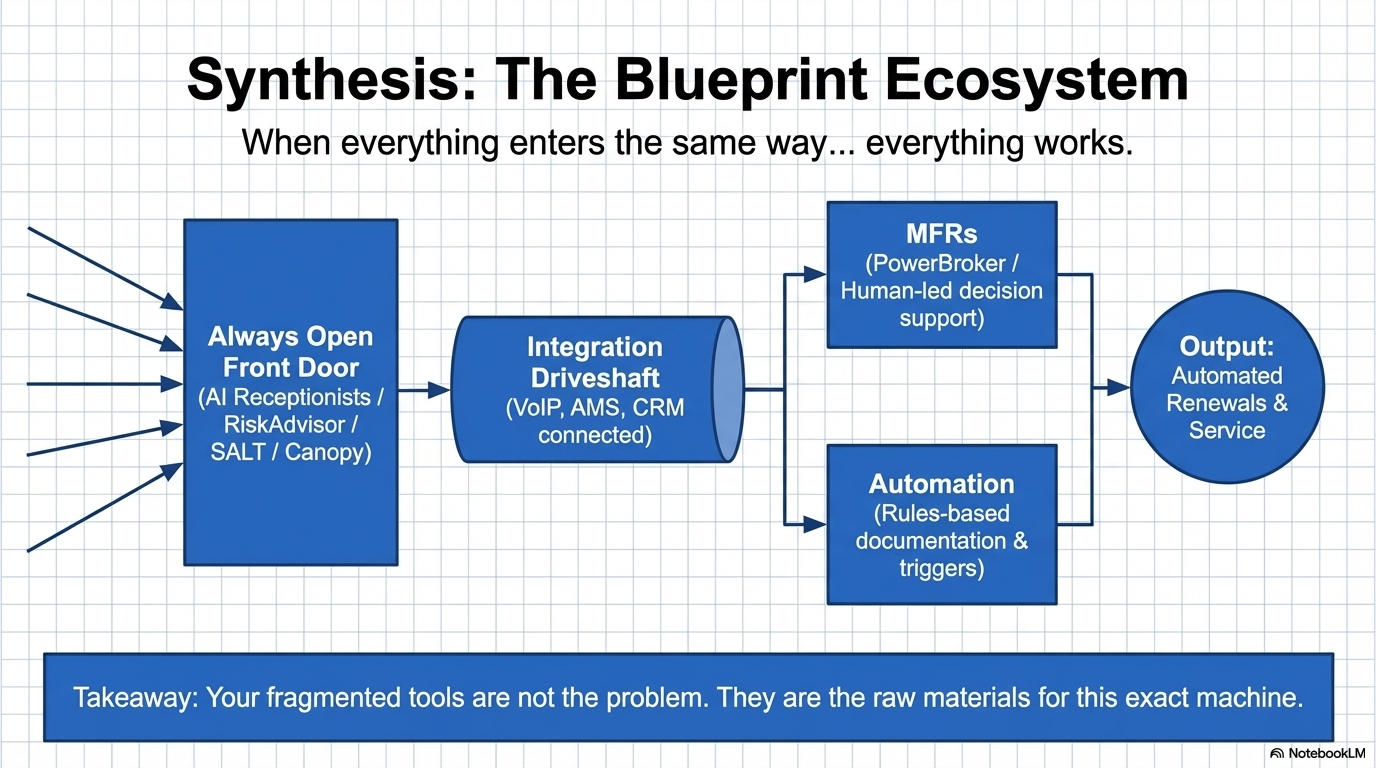 Synthesis: The Blueprint Ecosystem
When everything enters the same way... everything works.
Always Open
Front Door
(AI Receptionists /
RiskAdvisor /
SALT / Canopy)
Integration
Driveshaft
(VoIP, AMS, CRM
connected)
MFRs
(PowerBroker /
Human-led decision
support)
Automation
(Rules-based
documentation &
triggers)
Output:
Automated
Renewals &
Service
Takeaway: Your fragmented tools are not the problem. They are the raw materials for this exact machine.
NotebookLM